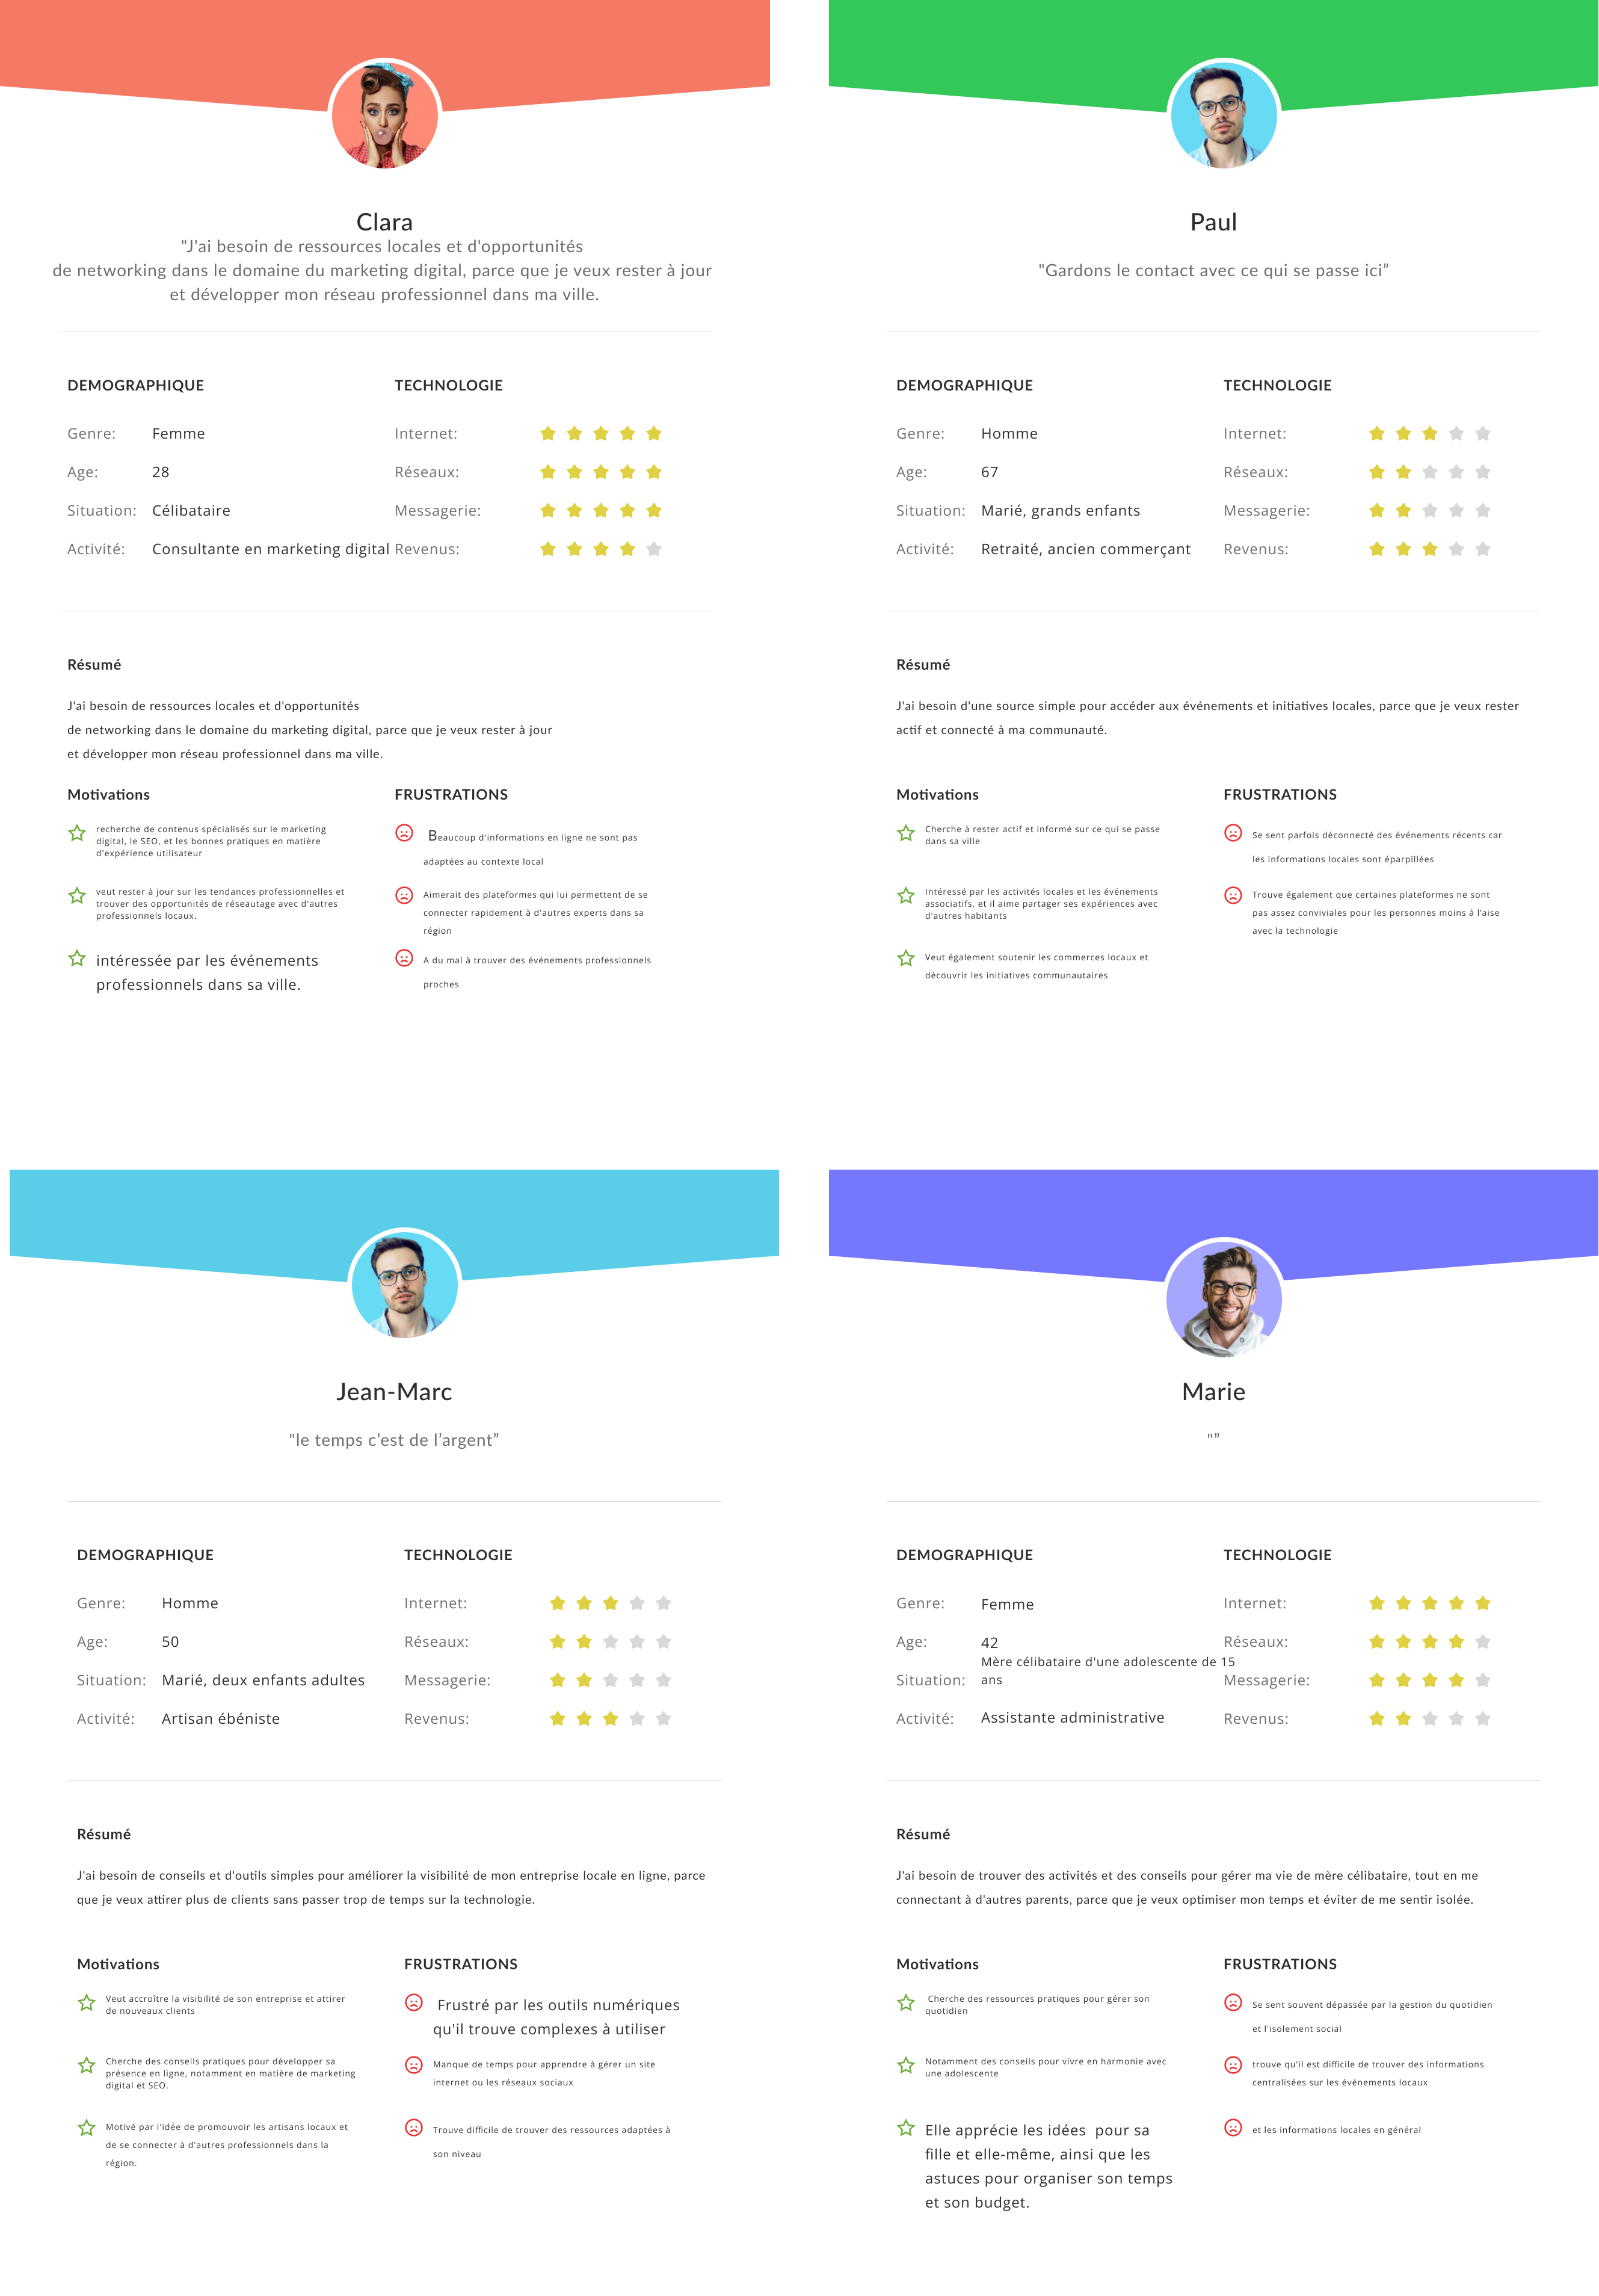 Clara
"J'ai besoin de ressources locales et d'opportunités
de networking dans le domaine du marketing digital, parce que je veux rester à jour
et développer mon réseau professionnel dans ma ville.
DEMOGRAPHIQUE
Genre: Femme
Age: 28
Situation: Célibataire
Activité: Consultante en marketing digital
TECHNOLOGIE
Internet:
Réseaux:
Messagerie:
Revenus:
Résumé
J'ai besoin de ressources locales et d'opportunités
de networking dans le domaine du marketing digital, parce que je veux rester à jour
et développer mon réseau professionnel dans ma ville.
Motivations
recherche de contenus spécialisés sur le marketing
digital, le SEO, et les bonnes pratiques en matière
d'expérience utilisateur
veut rester à jour sur les tendances professionnelles et
trouver des opportunités de réseautage avec d'autres
professionnels locaux.
intéressée par les événements
professionnels dans sa ville.
FRUSTRATIONS
Beaucoup d'informations en ligne ne sont pas
adaptées au contexte local
Aimerait des plateformes qui lui permettent de se
connecter rapidement à d'autres experts dans sa
région
A du mal à trouver des événements professionnels
proches
Paul
"Gardons le contact avec ce qui se passe ici”
DEMOGRAPHIQUE
Genre: Homme
Age: 67
Situation: Marié, grands enfants
Activité: Retraité, ancien commerçant
TECHNOLOGIE
Internet:
Réseaux:
Messagerie:
Revenus:
Résumé
J'ai besoin d'une source simple pour accéder aux événements et initiatives locales, parce que je veux rester
actif et connecté à ma communauté.
Motivations
Cherche à rester actif et informé sur ce qui se passe
dans sa ville
Intéressé par les activités locales et les événements
associatifs, et il aime partager ses expériences avec
d'autres habitants
Veut également soutenir les commerces locaux et
découvrir les initiatives communautaires
FRUSTRATIONS
Se sent parfois déconnecté des événements récents car
les informations locales sont éparpillées
Trouve également que certaines plateformes ne sont
pas assez conviviales pour les personnes moins à l'aise
avec la technologie
Jean-Marc
"le temps c’est de l’argent”
DEMOGRAPHIQUE
Genre: Homme
Age: 50
Situation: Marié, deux enfants adultes
Activité: Artisan ébéniste
TECHNOLOGIE
Internet:
Réseaux:
Messagerie:
Revenus:
Résumé
J'ai besoin de conseils et d'outils simples pour améliorer la visibilité de mon entreprise locale en ligne, parce
que je veux attirer plus de clients sans passer trop de temps sur la technologie.
Motivations
Veut accroître la visibilité de son entreprise et attirer
de nouveaux clients
Cherche des conseils pratiques pour développer sa
présence en ligne, notamment en matière de marketing
digital et SEO.
Motivé par l'idée de promouvoir les artisans locaux et
de se connecter à d'autres professionnels dans la
région.
FRUSTRATIONS
Frustré par les outils numériques
qu'il trouve complexes à utiliser
Manque de temps pour apprendre à gérer un site
internet ou les réseaux sociaux
Trouve difficile de trouver des ressources adaptées à
son niveau
Marie
"”
DEMOGRAPHIQUE
Genre: Femme
Age: 42
Situation: Mère célibataire d'une adolescente de 15
ans
Activité: Assistante administrative
TECHNOLOGIE
Internet:
Réseaux:
Messagerie:
Revenus:
Résumé
J'ai besoin de trouver des activités et des conseils pour gérer ma vie de mère célibataire, tout en me
connectant à d'autres parents, parce que je veux optimiser mon temps et éviter de me sentir isolée.
Motivations
Cherche des ressources pratiques pour gérer son
quotidien
Notamment des conseils pour vivre en harmonie avec
une adolescente
Elle apprécie les idées pour sa
fille et elle-même, ainsi que les
astuces pour organiser son temps
et son budget.
FRUSTRATIONS
Se sent souvent dépassée par la gestion du quotidien
et l'isolement social
trouve qu'il est difficile de trouver des informations
centralisées sur les événements locaux
et les informations locales en général